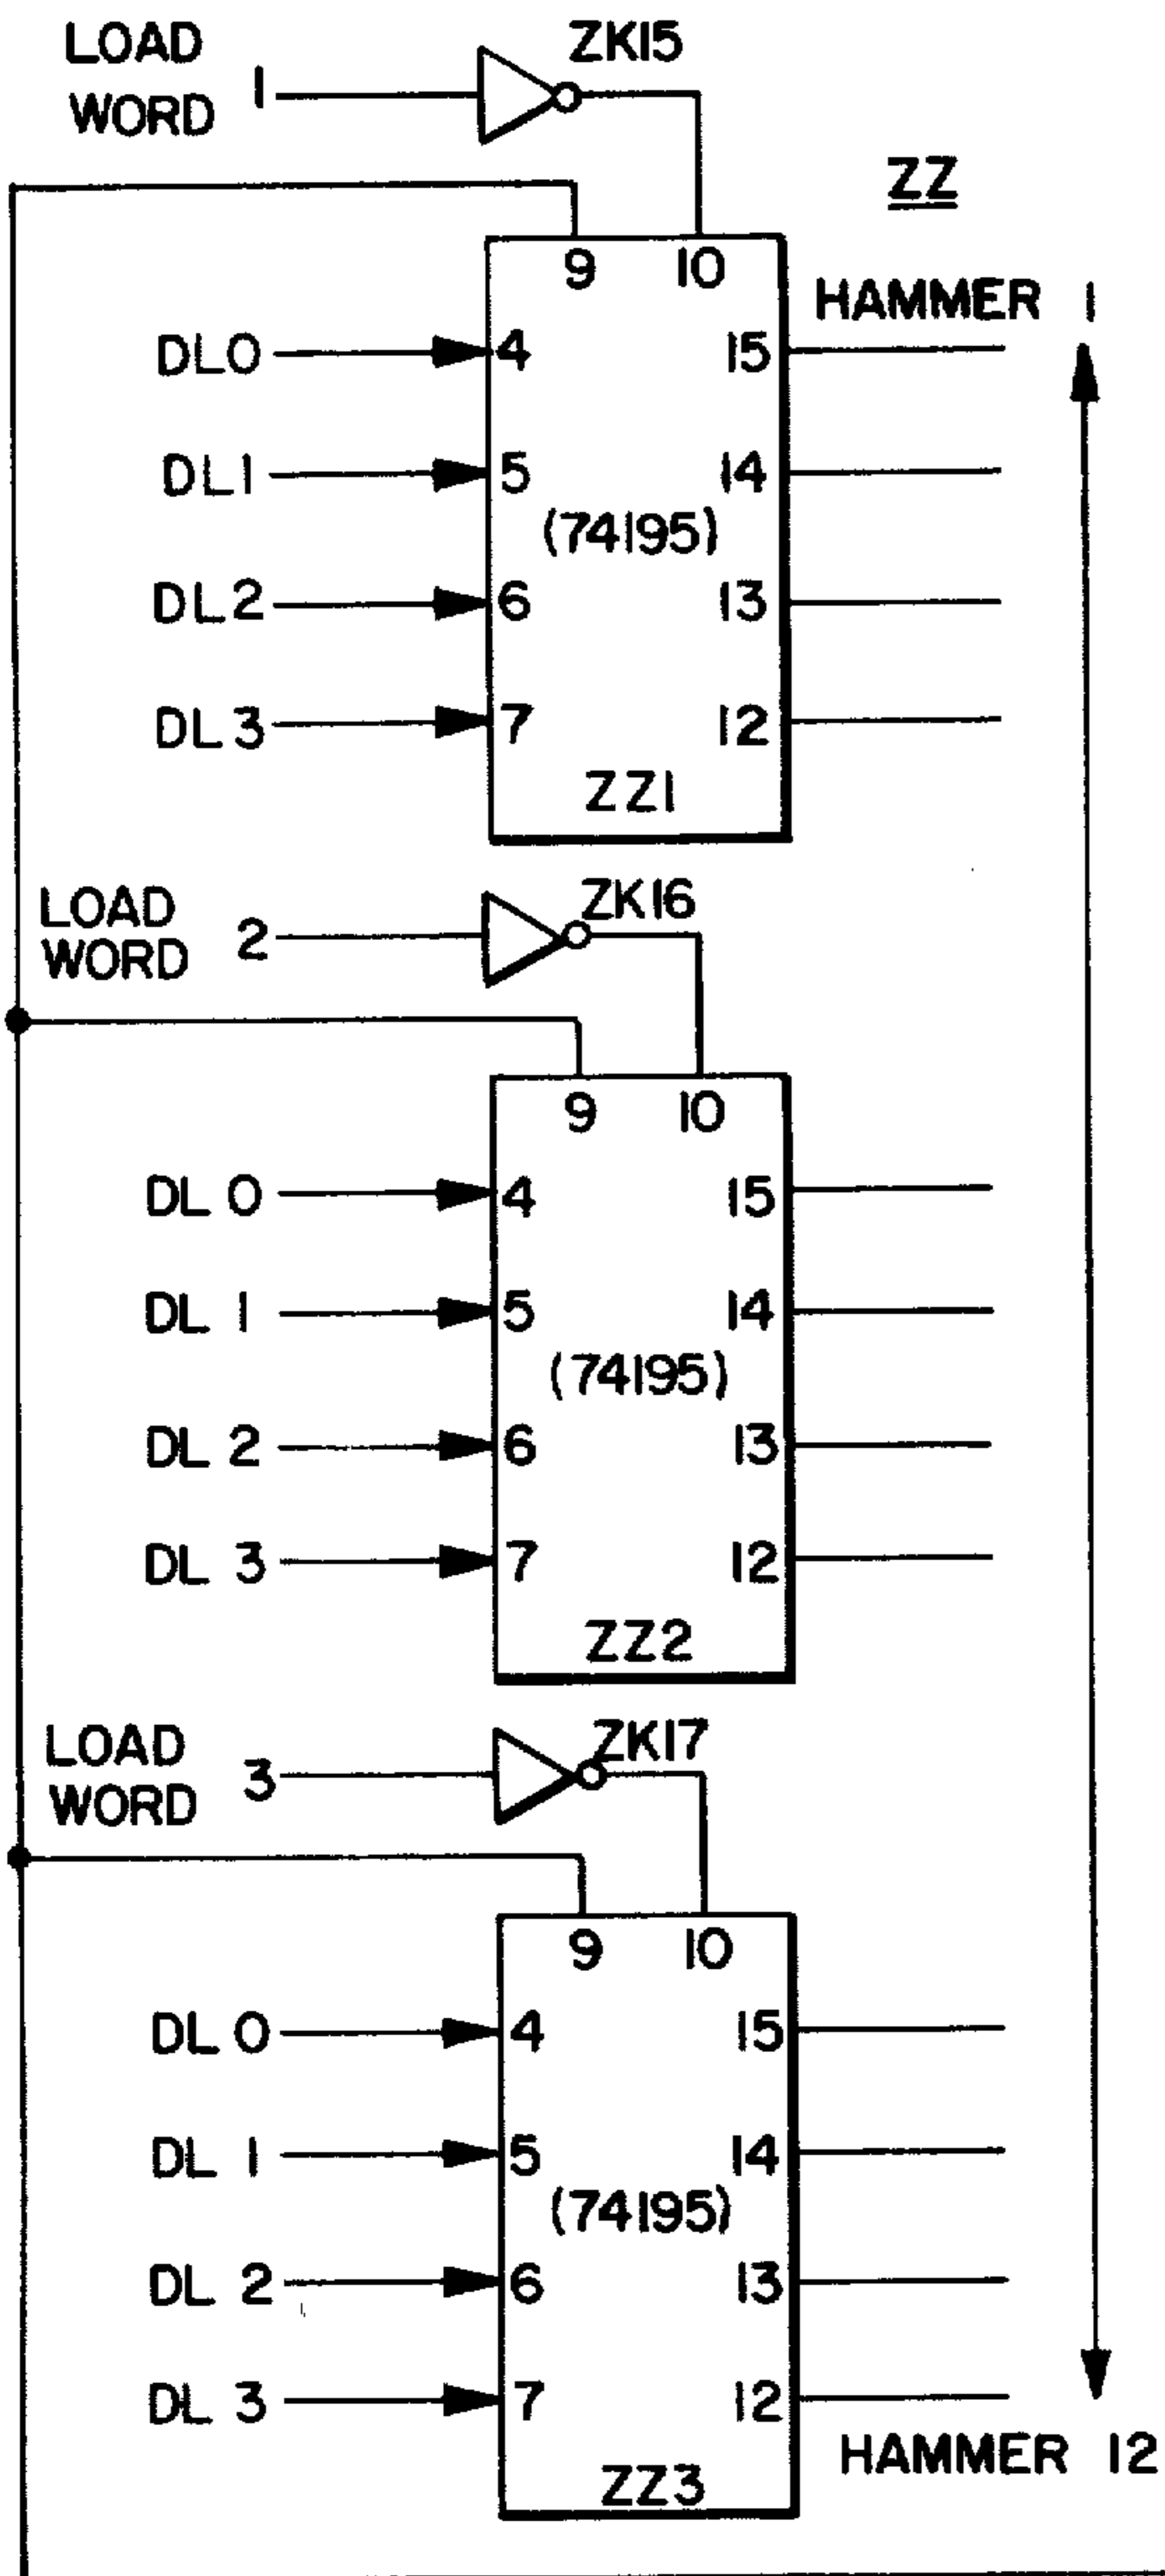 LOAD
WORD 1
ZK15
ZZ
9 10
HAMMER 1
DL0 4 15
DL1 5 14
(74195)
DL2 6 13
DL3 7 12
ZZ1
LOAD
WORD 2
ZK16
9 10
DL 0 4 15
DL 1 5 14
(74195)
DL 2 6 13
DL 3 7 12
ZZ2
LOAD
WORD 3
ZK17
9 10
DL 0 4 15
DL 1 5 14
(74195)
DL 2 6 13
DL 3 7 12
HAMMER 12
ZZ3